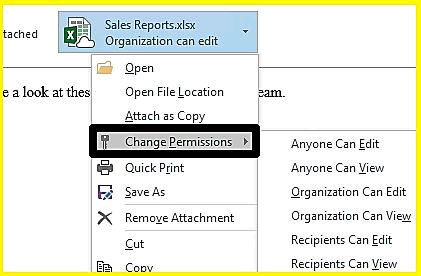 tached
Sales Reports.xlsx
Organization can edit
Open
Open File Location
e a look at these
eam.
Attach as Copy
Change Permissions
Quick Print
Save As
Remove Attachment
Cut
Copy
Anyone Can Edit
Anyone Can View
Organization Can Edit
Organization Can View
Recipients Can Edit
Recipients Can View